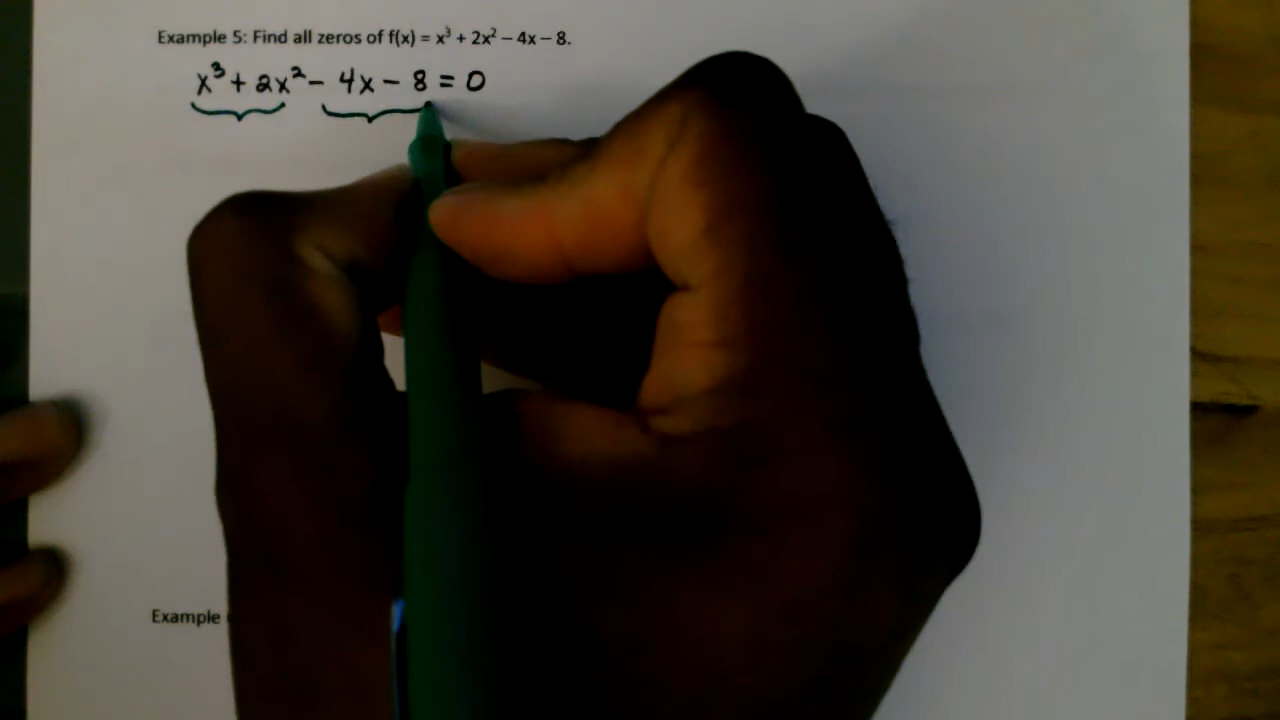 Example 5: Find all zeros of f(x) = x³ + 2x² – 4x – 8.
x³ + 2x² – 4x – 8 = 0
Example